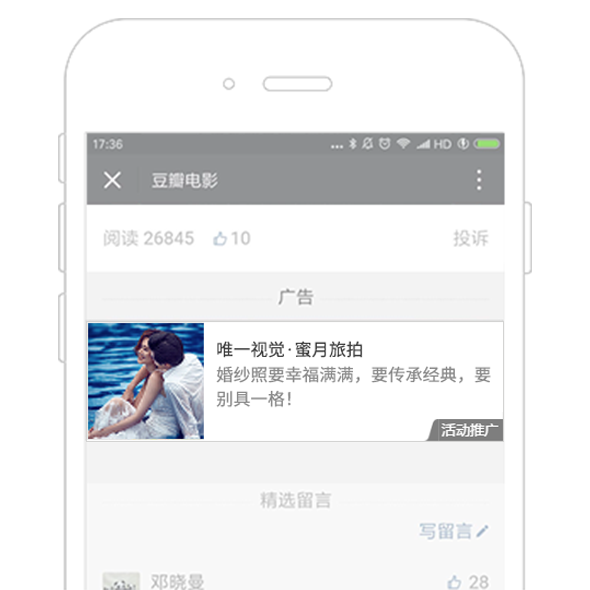 17:36 ... HD
豆瓣电影
阅读 26845 10 投诉
广告
唯一视觉·蜜月旅拍
婚纱照要幸福满满，要传承经典，要
别具一格！
活动推广
精选留言
写留言
邓晓曼 28